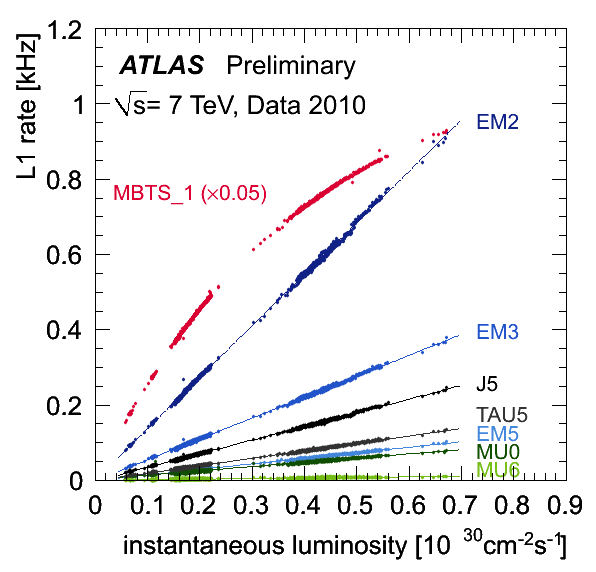 ATLAS Preliminary
√s= 7 TeV, Data 2010
MBTS_1 (×0.05)
EM2
EM3
J5
TAU5
EM5
MU0
MU6
L1 rate [kHz]
1.2
1
0.8
0.6
0.4
0.2
0
0 0.1 0.2 0.3 0.4 0.5 0.6 0.7 0.8 0.9
instantaneous luminosity [10 30cm-2s-1]